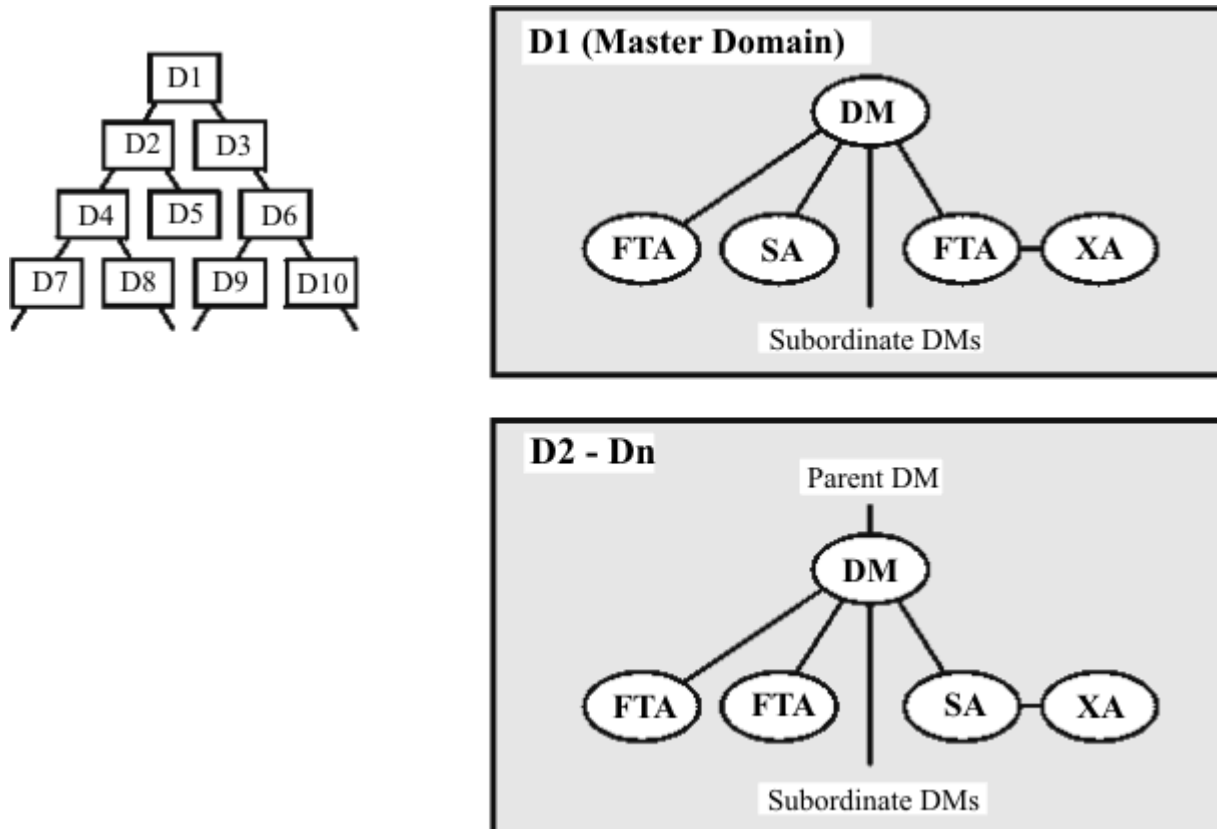 D1
D2 D3
D4 D5 D6
D7 D8 D9 D10
D1 (Master Domain)
DM
FTA SA FTA XA
Subordinate DMs
D2 - Dn
Parent DM
DM
FTA FTA SA XA
Subordinate DMs